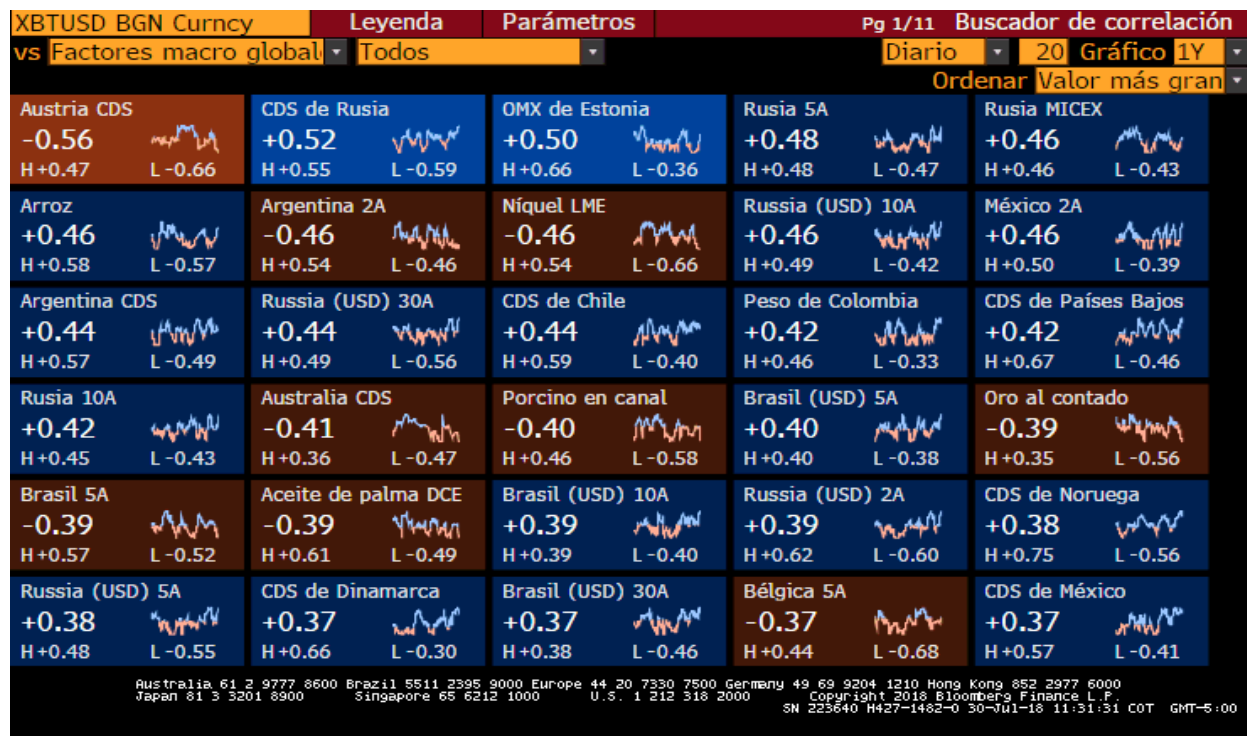 XBTUSD BGN Curncy Leyenda Parámetros Pg 1/11 Buscador de correlación
vs Factores macro global Todos Diario 20 Gráfico 1Y
Ordenar Valor más gran
Austria CDS CDS de Rusia OMX de Estonia Rusia 5A Rusia MICEX
-0.56 +0.52 +0.50 +0.48 +0.46
H +0.47 L -0.66 H +0.55 L -0.59 H +0.66 L -0.36 H +0.48 L -0.47 H +0.46 L -0.43
Arroz Argentina 2A Níquel LME Russia (USD) 10A México 2A
+0.46 -0.46 -0.46 +0.46 +0.46
H +0.58 L -0.57 H +0.54 L -0.46 H +0.54 L -0.66 H +0.49 L -0.42 H +0.50 L -0.39
Argentina CDS Russia (USD) 30A CDS de Chile Peso de Colombia CDS de Países Bajos
+0.44 +0.44 +0.44 +0.42 +0.42
H +0.57 L -0.49 H +0.49 L -0.56 H +0.59 L -0.40 H +0.46 L -0.33 H +0.67 L -0.46
Rusia 10A Australia CDS Porcino en canal Brasil (USD) 5A Oro al contado
+0.42 -0.41 -0.40 +0.40 -0.39
H +0.45 L -0.43 H +0.36 L -0.47 H +0.46 L -0.58 H +0.40 L -0.38 H +0.35 L -0.56
Brasil 5A Aceite de palma DCE Brasil (USD) 10A Russia (USD) 2A CDS de Noruega
-0.39 -0.39 +0.39 +0.39 +0.38
H +0.57 L -0.52 H +0.61 L -0.49 H +0.39 L -0.40 H +0.62 L -0.60 H +0.75 L -0.56
Russia (USD) 5A CDS de Dinamarca Brasil (USD) 30A Bélgica 5A CDS de México
+0.38 +0.37 +0.37 -0.37 +0.37
H +0.48 L -0.55 H +0.66 L -0.30 H +0.38 L -0.46 H +0.44 L -0.68 H +0.57 L -0.41
Australia 61 2 9777 8600 Brazil 5511 2395 9000 Europe 44 20 7330 7500 Germany 49 69 9204 1210 Hong Kong 852 2977 6000
Japan 81 3 3201 8900 Singapore 65 6212 1000 U.S. 1 212 318 2000 Copyright 2018 Bloomberg Finance L.P.
SN 223640 H427-1482-0 30-Jul-18 11:31:31 COT GMT-5:00